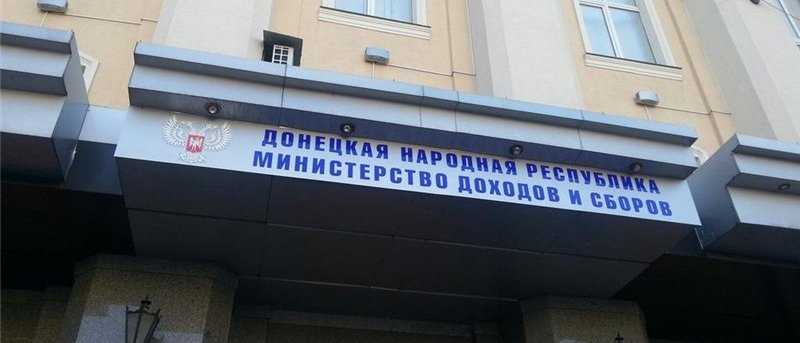 ДОНЕЦКАЯ НАРОДНАЯ РЕСПУБЛИКА
МИНИСТЕРСТВО ДОХОДОВ И СБОРОВ